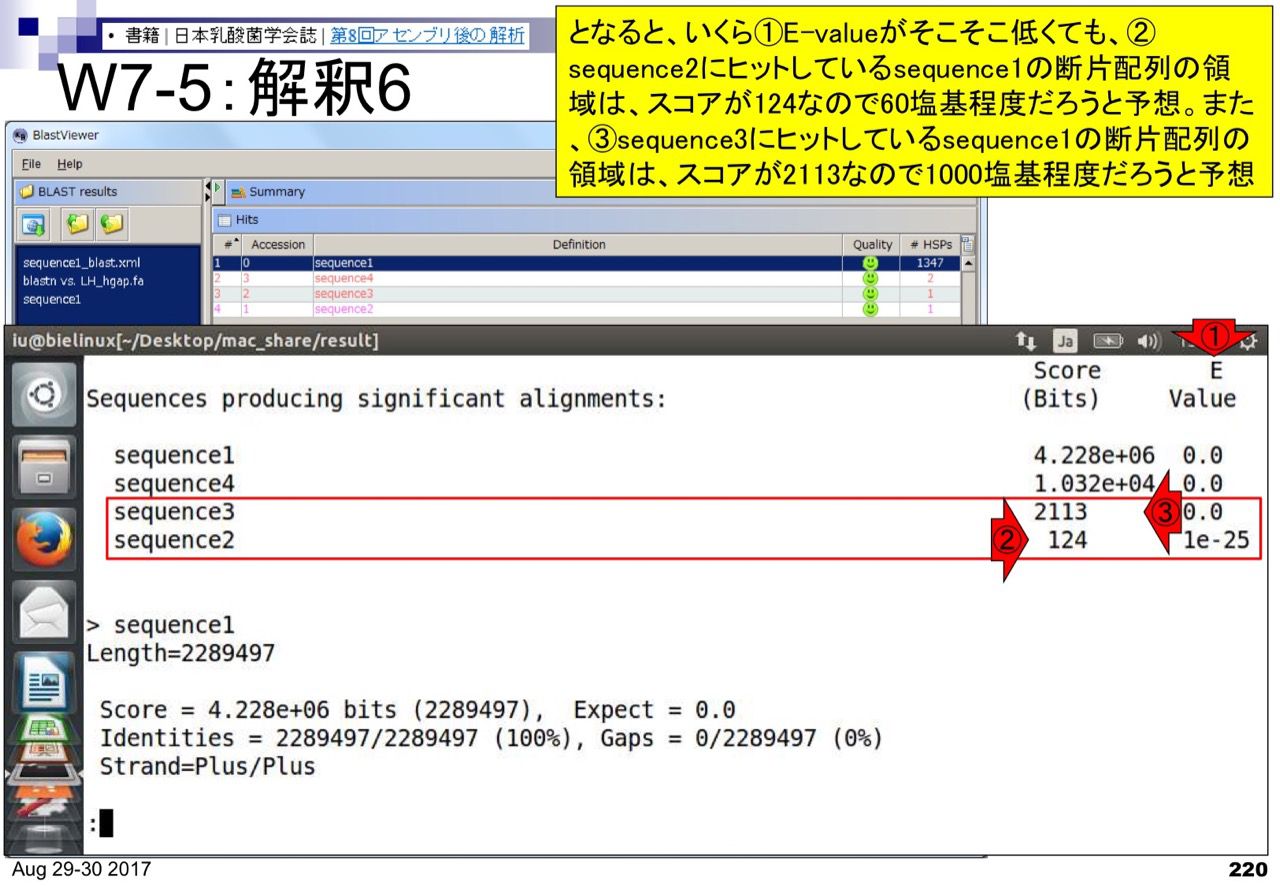 • 書籍 | 日本乳酸菌学会誌 | 第8回アセンブリ後の解析
W7-5：解釈6
となると、いくら①E-valueがそこそこ低くても、②
sequence2にヒットしているsequence1の断片配列の領
域は、スコアが124なので60塩基程度だろうと予想。また
、③sequence3にヒットしているsequence1の断片配列の
領域は、スコアが2113なので1000塩基程度だろうと予想
BlastViewer
File Help
BLAST results
Summary
Hits
# Accession Definition Quality # HSPs
1 0 sequence1 1347
2 3 sequence4 2
3 2 sequence3 1
4 1 sequence2 1
sequence1_blast.xml
blastn vs. LH_hgap.fa
sequence1
iu@bielinux[~/Desktop/mac_share/result]
Ja
①
Score E
Sequences producing significant alignments: (Bits) Value
sequence1 4.228e+06 0.0
sequence4 1.032e+04 0.0
sequence3 2113 ③ 0.0
sequence2 ② 124 1e-25
> sequence1
Length=2289497
Score = 4.228e+06 bits (2289497), Expect = 0.0
Identities = 2289497/2289497 (100%), Gaps = 0/2289497 (0%)
Strand=Plus/Plus
:
Aug 29-30 2017
220